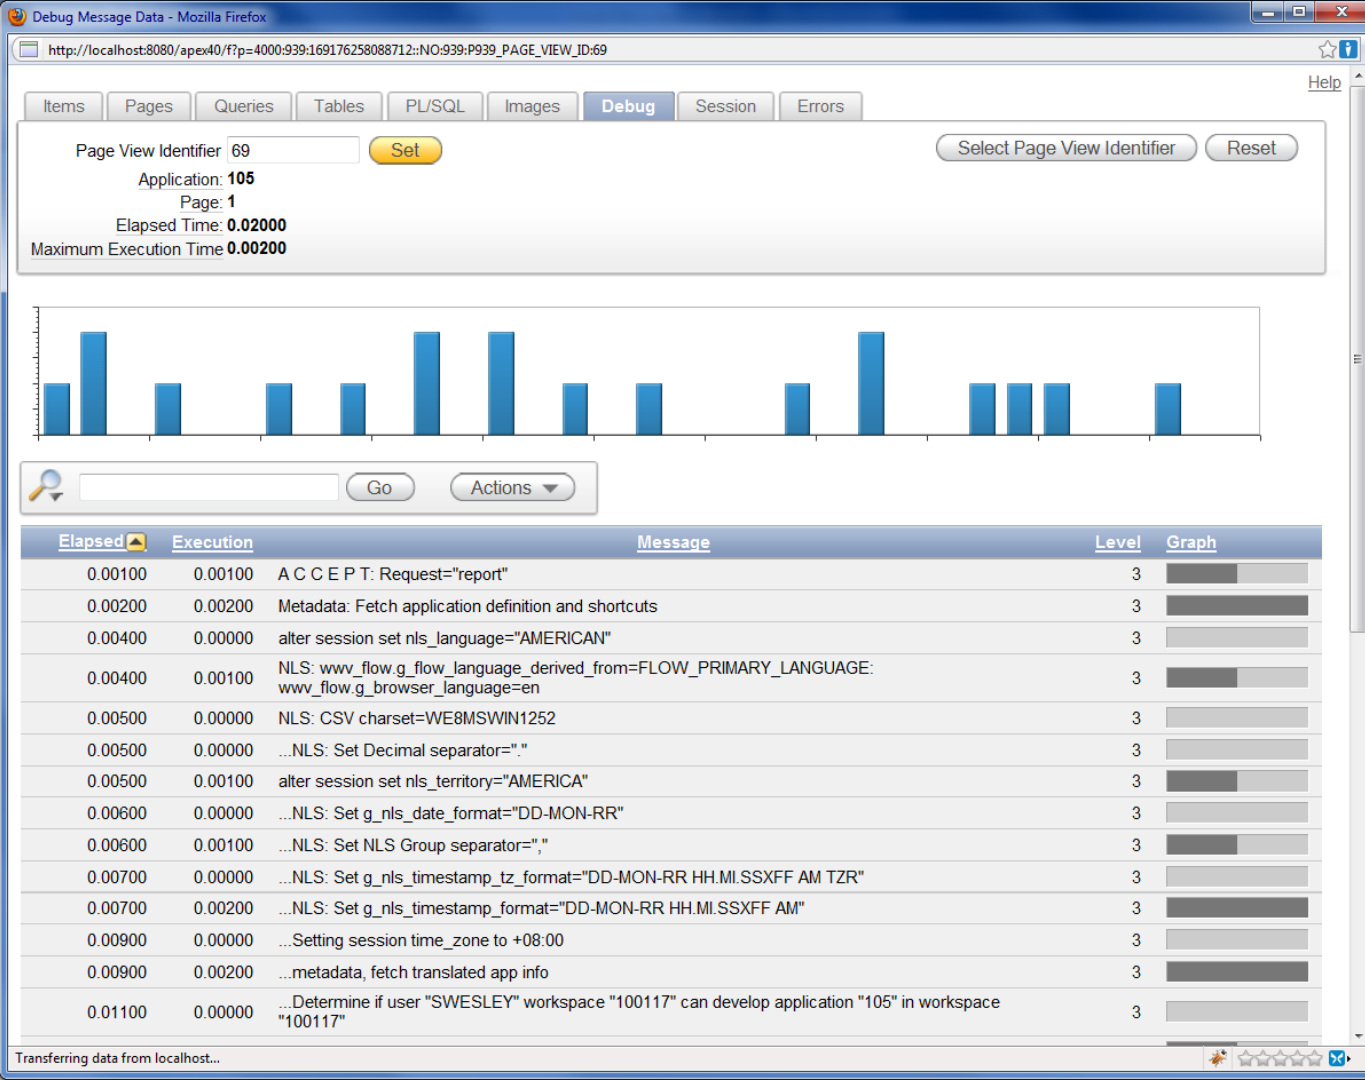 Debug Message Data - Mozilla Firefox
http://localhost:8080/apex40/f?p=4000:939:169176258088712::NO:939:P939_PAGE_VIEW_ID:69
Help
Items Pages Queries Tables PL/SQL Images Debug Session Errors
Page View Identifier 69 Set Select Page View Identifier Reset
Application: 105
Page: 1
Elapsed Time: 0.02000
Maximum Execution Time 0.00200
Go Actions
Elapsed Execution Message Level Graph
0.00100 0.00100 A C C E P T: Request="report" 3
0.00200 0.00200 Metadata: Fetch application definition and shortcuts 3
0.00400 0.00000 alter session set nls_language="AMERICAN" 3
0.00400 0.00100 NLS: wwv_flow.g_flow_language_derived_from=FLOW_PRIMARY_LANGUAGE: 3
wwv_flow.g_browser_language=en
0.00500 0.00000 NLS: CSV charset=WE8MSWIN1252 3
0.00500 0.00000 ...NLS: Set Decimal separator="." 3
0.00500 0.00100 alter session set nls_territory="AMERICA" 3
0.00600 0.00000 ...NLS: Set g_nls_date_format="DD-MON-RR" 3
0.00600 0.00100 ...NLS: Set NLS Group separator="," 3
0.00700 0.00000 ...NLS: Set g_nls_timestamp_tz_format="DD-MON-RR HH.MI.SSXFF AM TZR" 3
0.00700 0.00200 ...NLS: Set g_nls_timestamp_format="DD-MON-RR HH.MI.SSXFF AM" 3
0.00900 0.00000 ...Setting session time_zone to +08:00 3
0.00900 0.00200 ...metadata, fetch translated app info 3
0.01100 0.00000 ...Determine if user "SWESLEY" workspace "100117" can develop application "105" in workspace 3
"100117"
Transferring data from localhost...